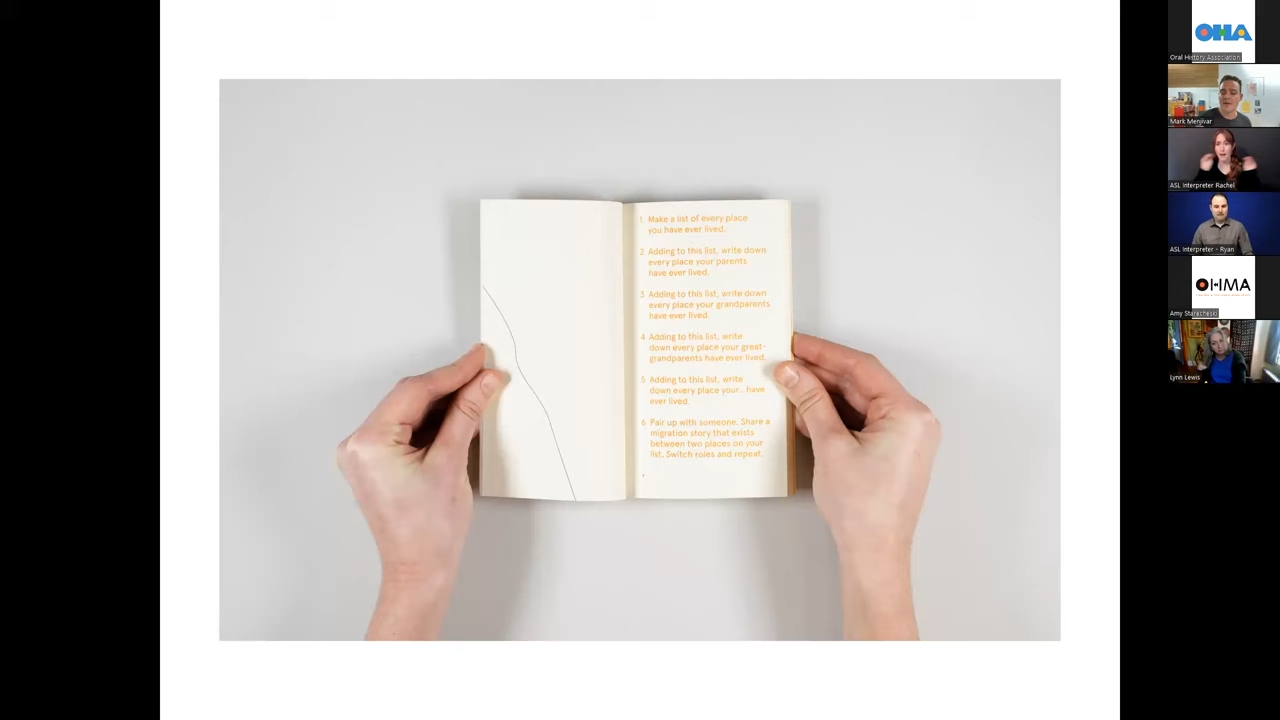 1 Make a list of every place
you have ever lived.
2 Adding to this list, write down
every place your parents
have ever lived.
3 Adding to this list, write down
every place your grandparents
have ever lived.
4 Adding to this list, write
down every place your great-
grandparents have ever lived.
5 Adding to this list, write
down every place your.. have
ever lived.
6 Pair up with someone. Share a
migration story that exists
between two places on your
list. Switch roles and repeat.
OHA
Oral History Association
Mark Menjivar
ASL Interpreter Rachel
ASL Interpreter - Ryan
OHMA
Amy Starecheski
Lynn Lewis